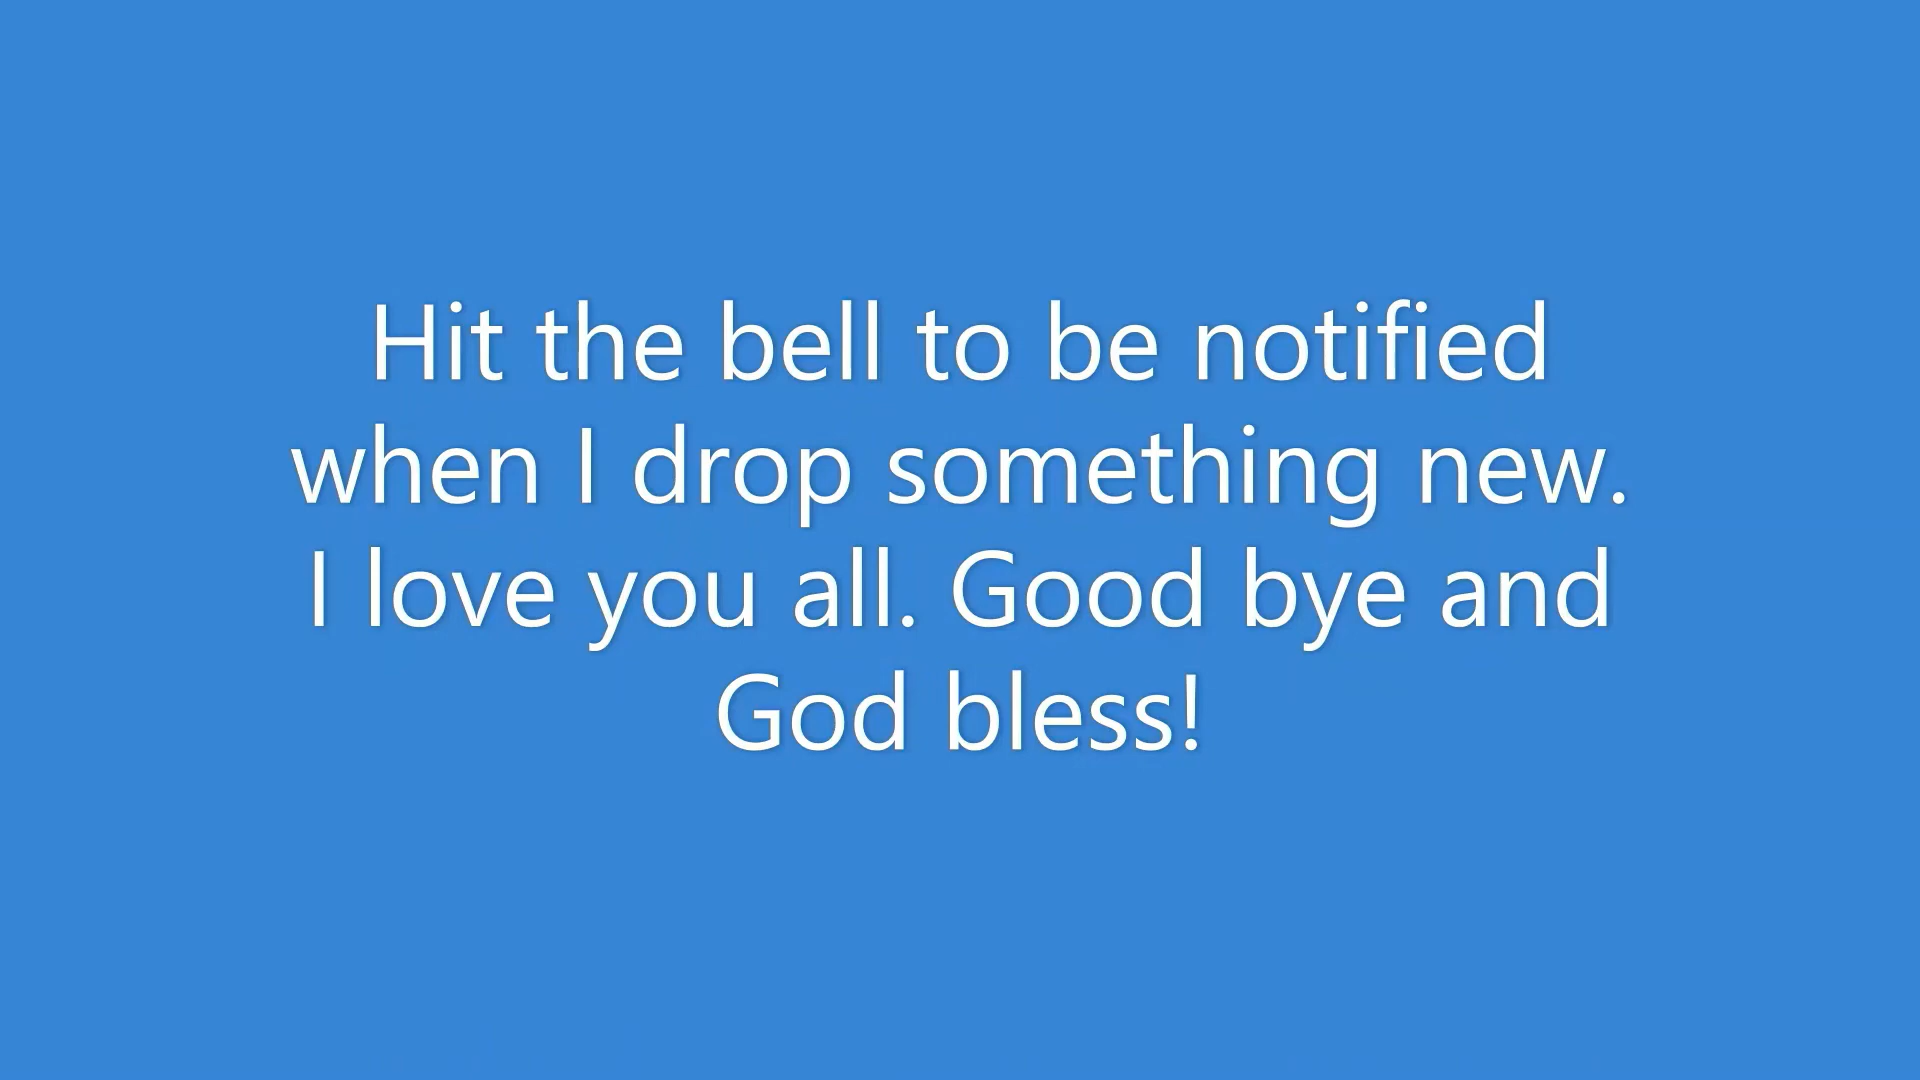 Hit the bell to be notified
when I drop something new.
I love you all. Good bye and
God bless!